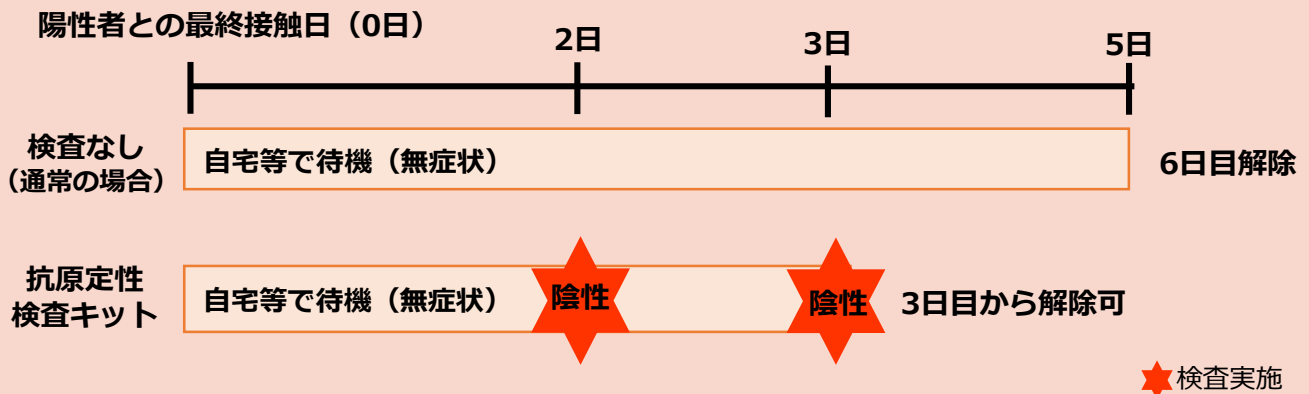 陽性者との最終接触日（0日）
2日
3日
5日
検査なし
（通常の場合）
自宅等で待機（無症状）
6日目解除
抗原定性
検査キット
自宅等で待機（無症状）
陰性
陰性
3日目から解除可
検査実施